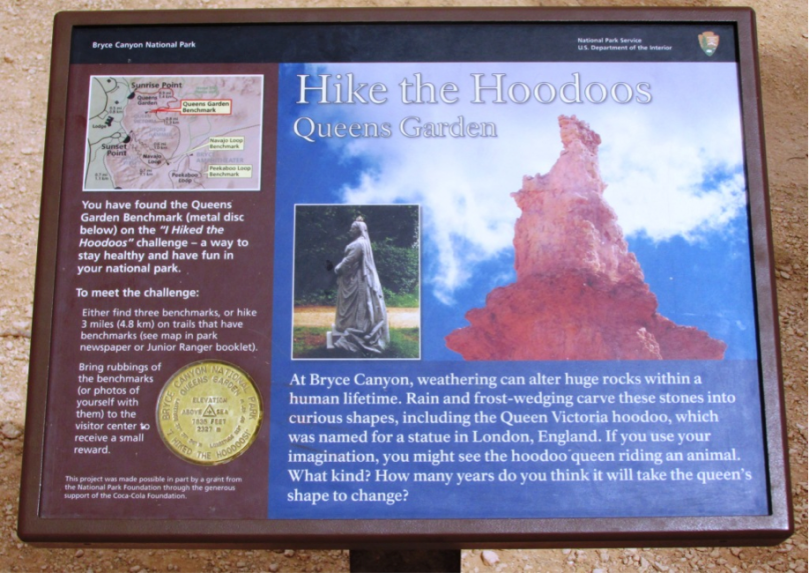 Bryce Canyon National Park
National Park Service
U.S. Department of the Interior
Sunrise Point
Queens
Garden
Queens Garden
Benchmark
Lodge
Sunset
Point
Navajo
Loop
Navajo Loop
Benchmark
Peekaboo
Loop
Peekaboo Loop
Benchmark
Hike the Hoodoos
Queens Garden
You have found the Queens
Garden Benchmark (metal disc
below) on the "I Hiked the
Hoodoos" challenge – a way to
stay healthy and have fun in
your national park.
To meet the challenge:
Either find three benchmarks, or hike
3 miles (4.8 km) on trails that have
benchmarks (see map in park
newspaper or Junior Ranger booklet).
Bring rubbings of
the benchmarks
(or photos of
yourself with
them) to the
visitor center to
receive a small
reward.
BRYCE CANYON NATIONAL PARK
QUEENS GARDEN
ELEVATION
ABOVE SEA
I HIKED THE HOODOOS!
This project was made possible in part by a grant from
the National Park Foundation through the generous
support of the Coca-Cola Foundation.
At Bryce Canyon, weathering can alter huge rocks within a
human lifetime. Rain and frost-wedging carve these stones into
curious shapes, including the Queen Victoria hoodoo, which
was named for a statue in London, England. If you use your
imagination, you might see the hoodoo queen riding an animal.
What kind? How many years do you think it will take the queen's
shape to change?